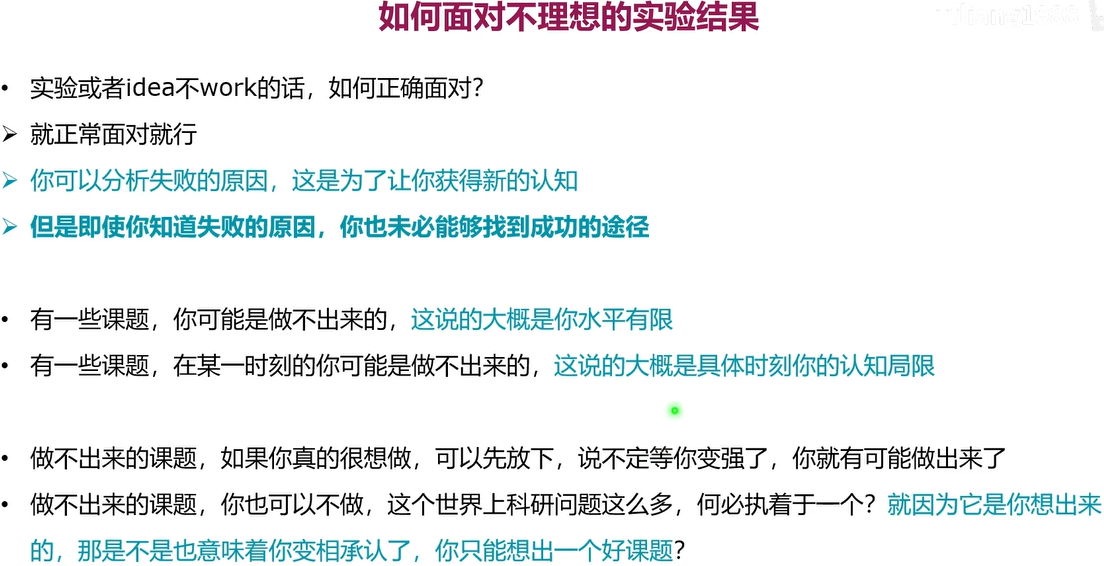 如何面对不理想的实验结果
• 实验或者idea不work的话，如何正确面对？
➢ 就正常面对就行
➢ 你可以分析失败的原因，这是为了让你获得新的认知
➢ 但是即使你知道失败的原因，你也未必能够找到成功的途径
• 有一些课题，你可能是做不出来的，这说的大概是你水平有限
• 有一些课题，在某一时刻的你可能是做不出来的，这说的大概是具体时刻你的认知局限
• 做不出来的课题，如果你真的很想做，可以先放下，说不定等你变强了，你就有可能做出来了
• 做不出来的课题，你也可以不做，这个世界上科研问题这么多，何必执着于一个？就因为它是你想出来
的，那是不是也意味着你变相承认了，你只能想出一个好课题？